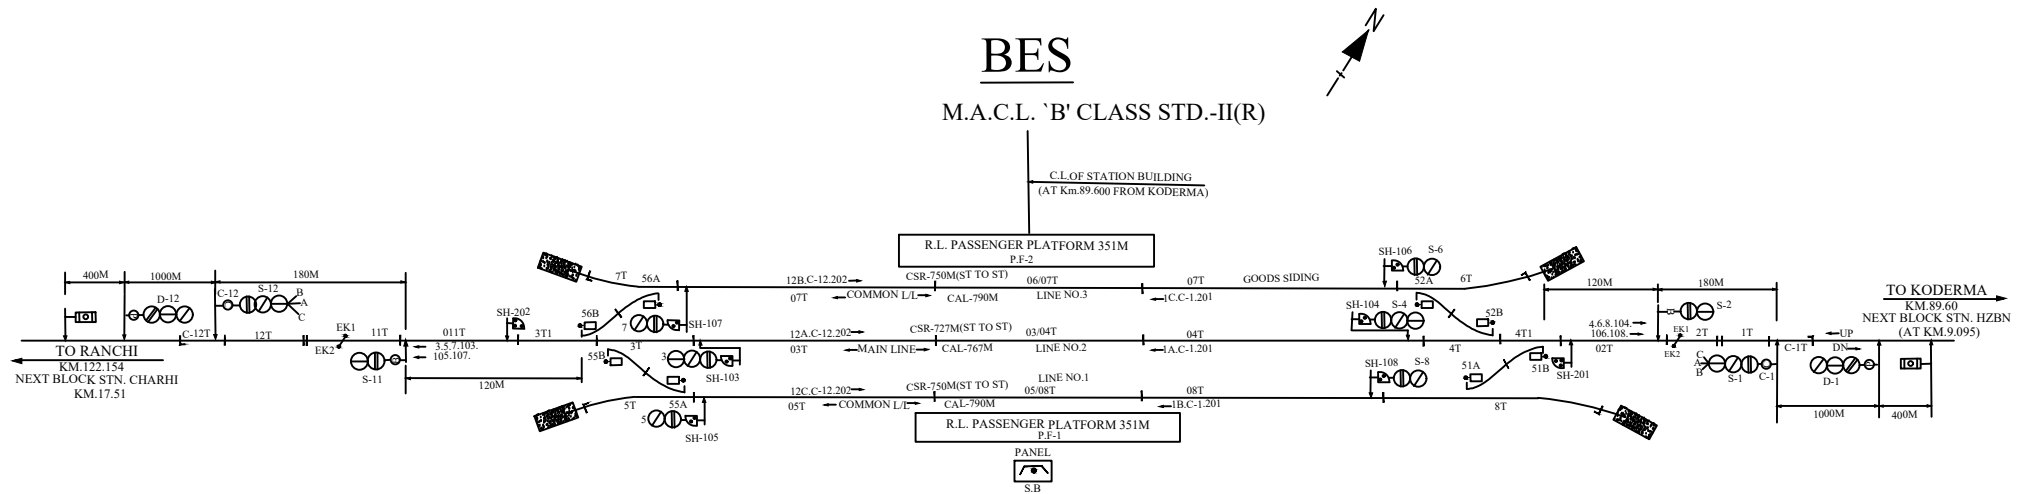 N
BES
M.A.C.L. `B' CLASS STD.-II(R)
C.L.OF STATION BUILDING
(AT Km.89.600 FROM KODERMA)
R.L. PASSENGER PLATFORM 351M
P.F-2
SH-106 S-6
400M 1000M 180M
7T 56A
12B.C-12.202 CSR-750M(ST TO ST) 06/07T 07T GOODS SIDING 52A 6T
120M 180M
TO KODERMA
KM.89.60
NEXT BLOCK STN. HZBN
(AT KM.9.095)
D-12 C-12 S-12 B
A
C
07T COMMON L/L CAL-790M LINE NO.3 1C.C-1.201
SH-202 56B 7 SH-107
SH-104 S-4 52B S-2
C-12T 12T EK1 11T 011T 3T1
EK2 3.5.7.103.
105.107.
12A.C-12.202 CSR-727M(ST TO ST) 03/04T 04T
4.6.8.104.
106.108. EK1 2T 1T UP
EK2 C-1T DN
3T 03T MAIN LINE CAL-767M LINE NO.2 1A.C-1.201 4T 4T1 02T
TO RANCHI
KM.122.154
NEXT BLOCK STN. CHARHI
KM.17.51
S-11 55B 3 SH-103
SH-108 S-8 51A 51B SH-201
C
A
B S-1 C-1 D-1
120M
12C.C-12.202 CSR-750M(ST TO ST) LINE NO.1
05/08T 08T
5T 55A 05T COMMON L/L CAL-790M 1B.C-1.201 8T
1000M 400M
5 SH-105
R.L. PASSENGER PLATFORM 351M
P.F-1
PANEL
S.B